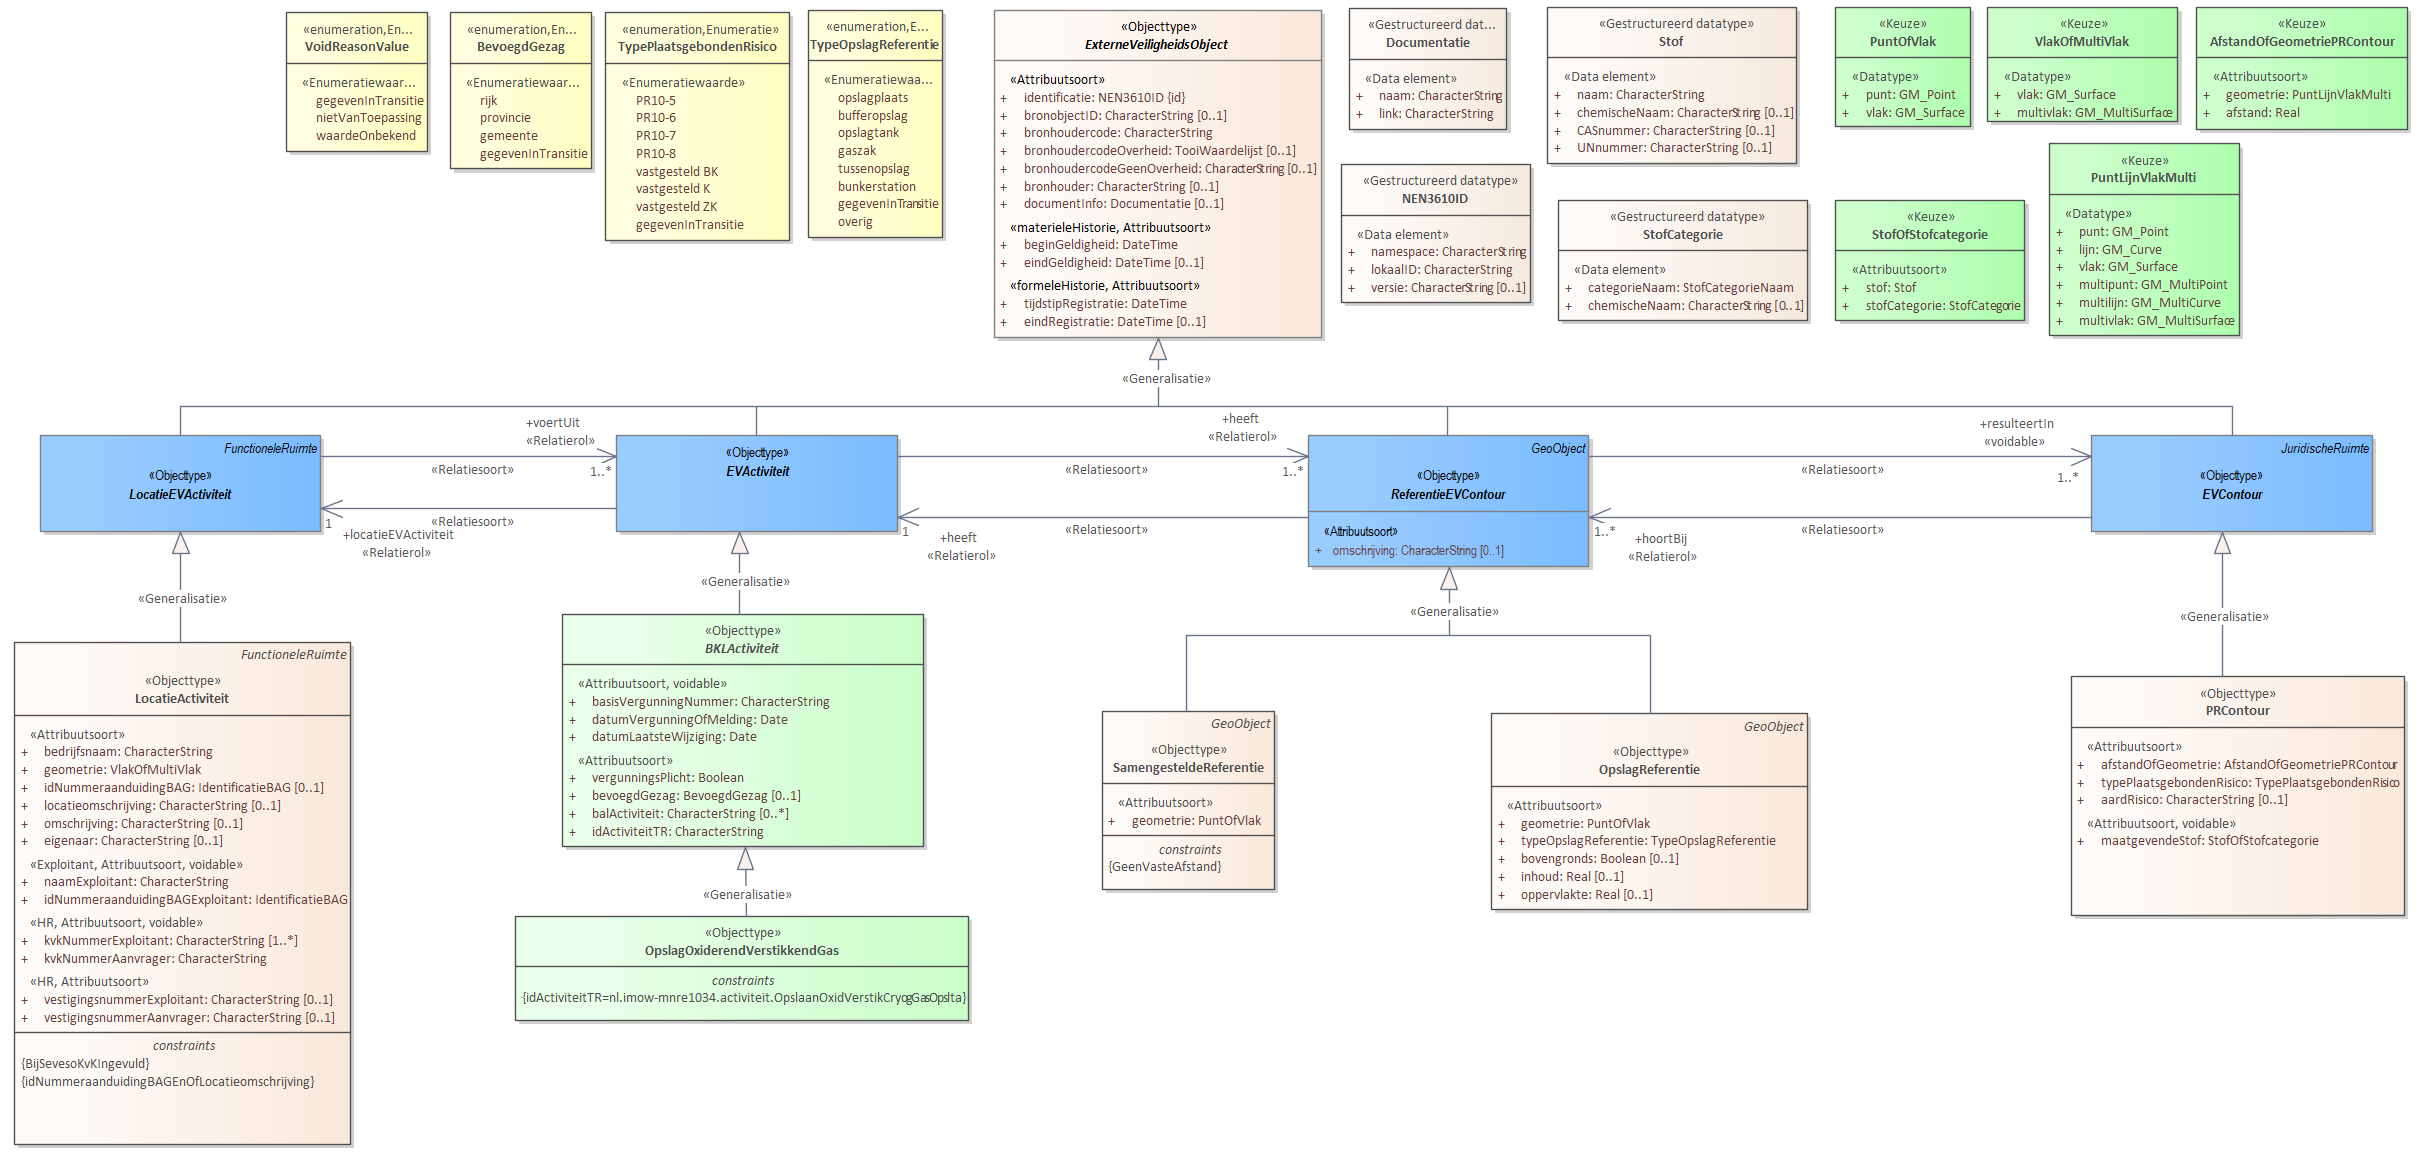 «enumeration,En...
VoidReasonValue
«Enumeratiewaar...
gegevenInTransitie
nietVanToepassing
waardeOnbekend
«enumeration,En...
BevoegdGezag
«Enumeratiewaar...
rijk
provincie
gemeente
gegevenInTransitie
«enumeration,Enumeratie»
TypePlaatsgebondenRisico
«Enumeratiewaarde»
PR10-5
PR10-6
PR10-7
PR10-8
vastgesteld BK
vastgesteld K
vastgesteld ZK
gegevenInTransitie
«enumeration,E...
TypeOpslagReferentie
«Enumeratiewaa...
opslagplaats
bufferopslag
opslagtank
gaszak
tussenopslag
bunkerstation
gegevenInTransitie
overig
«Objecttype»
ExterneVeiligheidsObject
«Attribuutsoort»
+ identificatie: NEN3610ID {id}
+ bronobjectID: CharacterString [0..1]
+ bronhoudercode: CharacterString
+ bronhoudercodeOverheid: TooiWaardelijst [0..1]
+ bronhoudercodeGeenOverheid: CharacterString [0..1]
+ bronhouder: CharacterString [0..1]
+ documentInfo: Documentatie [0..1]
«materieleHistorie, Attribuutsoort»
+ beginGeldigheid: DateTime
+ eindGeldigheid: DateTime [0..1]
«formeleHistorie, Attribuutsoort»
+ tijdstipRegistratie: DateTime
+ eindRegistratie: DateTime [0..1]
«Gestructureerd dat...
Documentatie
«Data element»
+ naam: CharacterString
+ link: CharacterString
«Gestructureerd datatype»
NEN3610ID
«Data element»
+ namespace: CharacterString
+ lokaalID: CharacterString
+ versie: CharacterString [0..1]
«Gestructureerd datatype»
Stof
«Data element»
+ naam: CharacterString
+ chemischeNaam: CharacterString [0..1]
+ CASnummer: CharacterString [0..1]
+ UNnummer: CharacterString [0..1]
«Gestructureerd datatype»
StofCategorie
«Data element»
+ categorieNaam: StofCategorieNaam
+ chemischeNaam: CharacterString [0..1]
«Keuze»
PuntOfVlak
«Datatype»
+ punt: GM_Point
+ vlak: GM_Surface
«Keuze»
VlakOfMultiVlak
«Datatype»
+ vlak: GM_Surface
+ multivlak: GM_MultiSurface
«Keuze»
AfstandOfGeometriePRContour
«Attribuutsoort»
+ geometrie: PuntLijnVlakMulti
+ afstand: Real
«Keuze»
StofOfStofcategorie
«Attribuutsoort»
+ stof: Stof
+ stofCategorie: StofCategorie
«Keuze»
PuntLijnVlakMulti
«Datatype»
+ punt: GM_Point
+ lijn: GM_Curve
+ vlak: GM_Surface
+ multipunt: GM_MultiPoint
+ multilijn: GM_MultiCurve
+ multivlak: GM_MultiSurface
«Generalisatie»
FunctioneleRuimte
«Objecttype»
LocatieEVActiviteit
+voertUit
«Relatierol»
1..*
«Relatiesoort»
«Relatiesoort»
1
+locatieEVActiviteit
«Relatierol»
«Objecttype»
EVActiviteit
+heeft
«Relatierol»
1..*
«Relatiesoort»
«Relatiesoort»
1
+heeft
«Relatierol»
GeoObject
«Objecttype»
ReferentieEVContour
«Attribuutsoort»
+ omschrijving: CharacterString [0..1]
+resulteertIn
«voidable»
1..*
«Relatiesoort»
«Relatiesoort»
1..*
+hoortBij
«Relatierol»
JuridischeRuimte
«Objecttype»
EVContour
«Generalisatie»
«Generalisatie»
«Generalisatie»
«Generalisatie»
FunctioneleRuimte
«Objecttype»
LocatieActiviteit
«Attribuutsoort»
+ bedrijfsnaam: CharacterString
+ geometrie: VlakOfMultiVlak
+ idNummeraanduidingBAG: IdentificatieBAG [0..1]
+ locatieomschrijving: CharacterString [0..1]
+ omschrijving: CharacterString [0..1]
+ eigenaar: CharacterString [0..1]
«Exploitant, Attribuutsoort, voidable»
+ naamExploitant: CharacterString
+ idNummeraanduidingBAGExploitant: IdentificatieBAG
«HR, Attribuutsoort, voidable»
+ kvkNummerExploitant: CharacterString [1..*]
+ kvkNummerAanvrager: CharacterString
«HR, Attribuutsoort»
+ vestigingsnummerExploitant: CharacterString [0..1]
+ vestigingsnummerAanvrager: CharacterString [0..1]
constraints
{BijSevesoKvKIngevuld}
{idNummeraanduidingBAGEnOfLocatieomschrijving}
«Objecttype»
BKLActiviteit
«Attribuutsoort, voidable»
+ basisVergunningNummer: CharacterString
+ datumVergunningOfMelding: Date
+ datumLaatsteWijziging: Date
«Attribuutsoort»
+ vergunningsPlicht: Boolean
+ bevoegdGezag: BevoegdGezag [0..1]
+ balActiviteit: CharacterString [0..*]
+ idActiviteitTR: CharacterString
«Generalisatie»
«Objecttype»
OpslagOxiderendVerstikkendGas
constraints
{idActiviteitTR=nl.imow-mnre1034.activiteit.OpslaanOxidVerstikCryogGasOpslta}
GeoObject
«Objecttype»
SamengesteldeReferentie
«Attribuutsoort»
+ geometrie: PuntOfVlak
constraints
{GeenVasteAfstand}
GeoObject
«Objecttype»
OpslagReferentie
«Attribuutsoort»
+ geometrie: PuntOfVlak
+ typeOpslagReferentie: TypeOpslagReferentie
+ bovengronds: Boolean [0..1]
+ inhoud: Real [0..1]
+ oppervlakte: Real [0..1]
«Objecttype»
PRContour
«Attribuutsoort»
+ afstandOfGeometrie: AfstandOfGeometriePRContour
+ typePlaatsgebondenRisico: TypePlaatsgebondenRisico
+ aardRisico: CharacterString [0..1]
«Attribuutsoort, voidable»
+ maatgevendeStof: StofOfStofcategorie